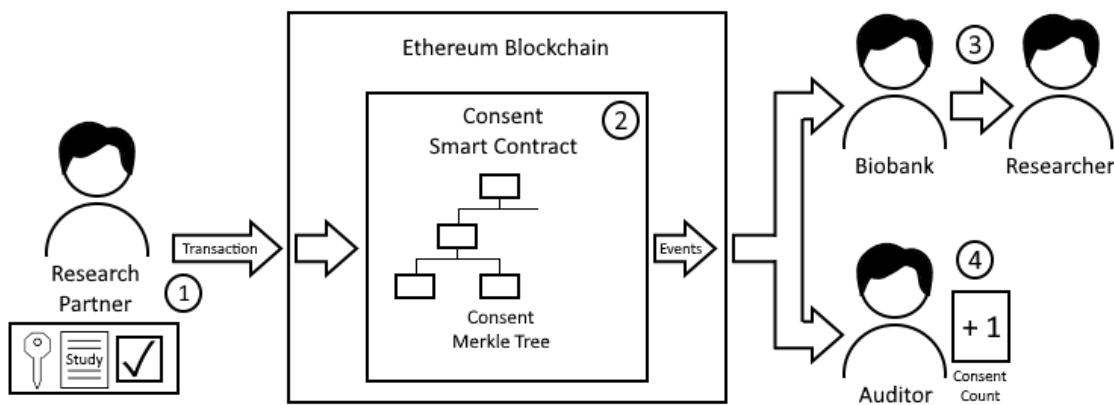 Ethereum Blockchain
Consent
Smart Contract
2
Consent
Merkle Tree
Research
Partner
1
Study
Transaction
Events
Biobank
3
Researcher
Auditor
4
+ 1
Consent
Count